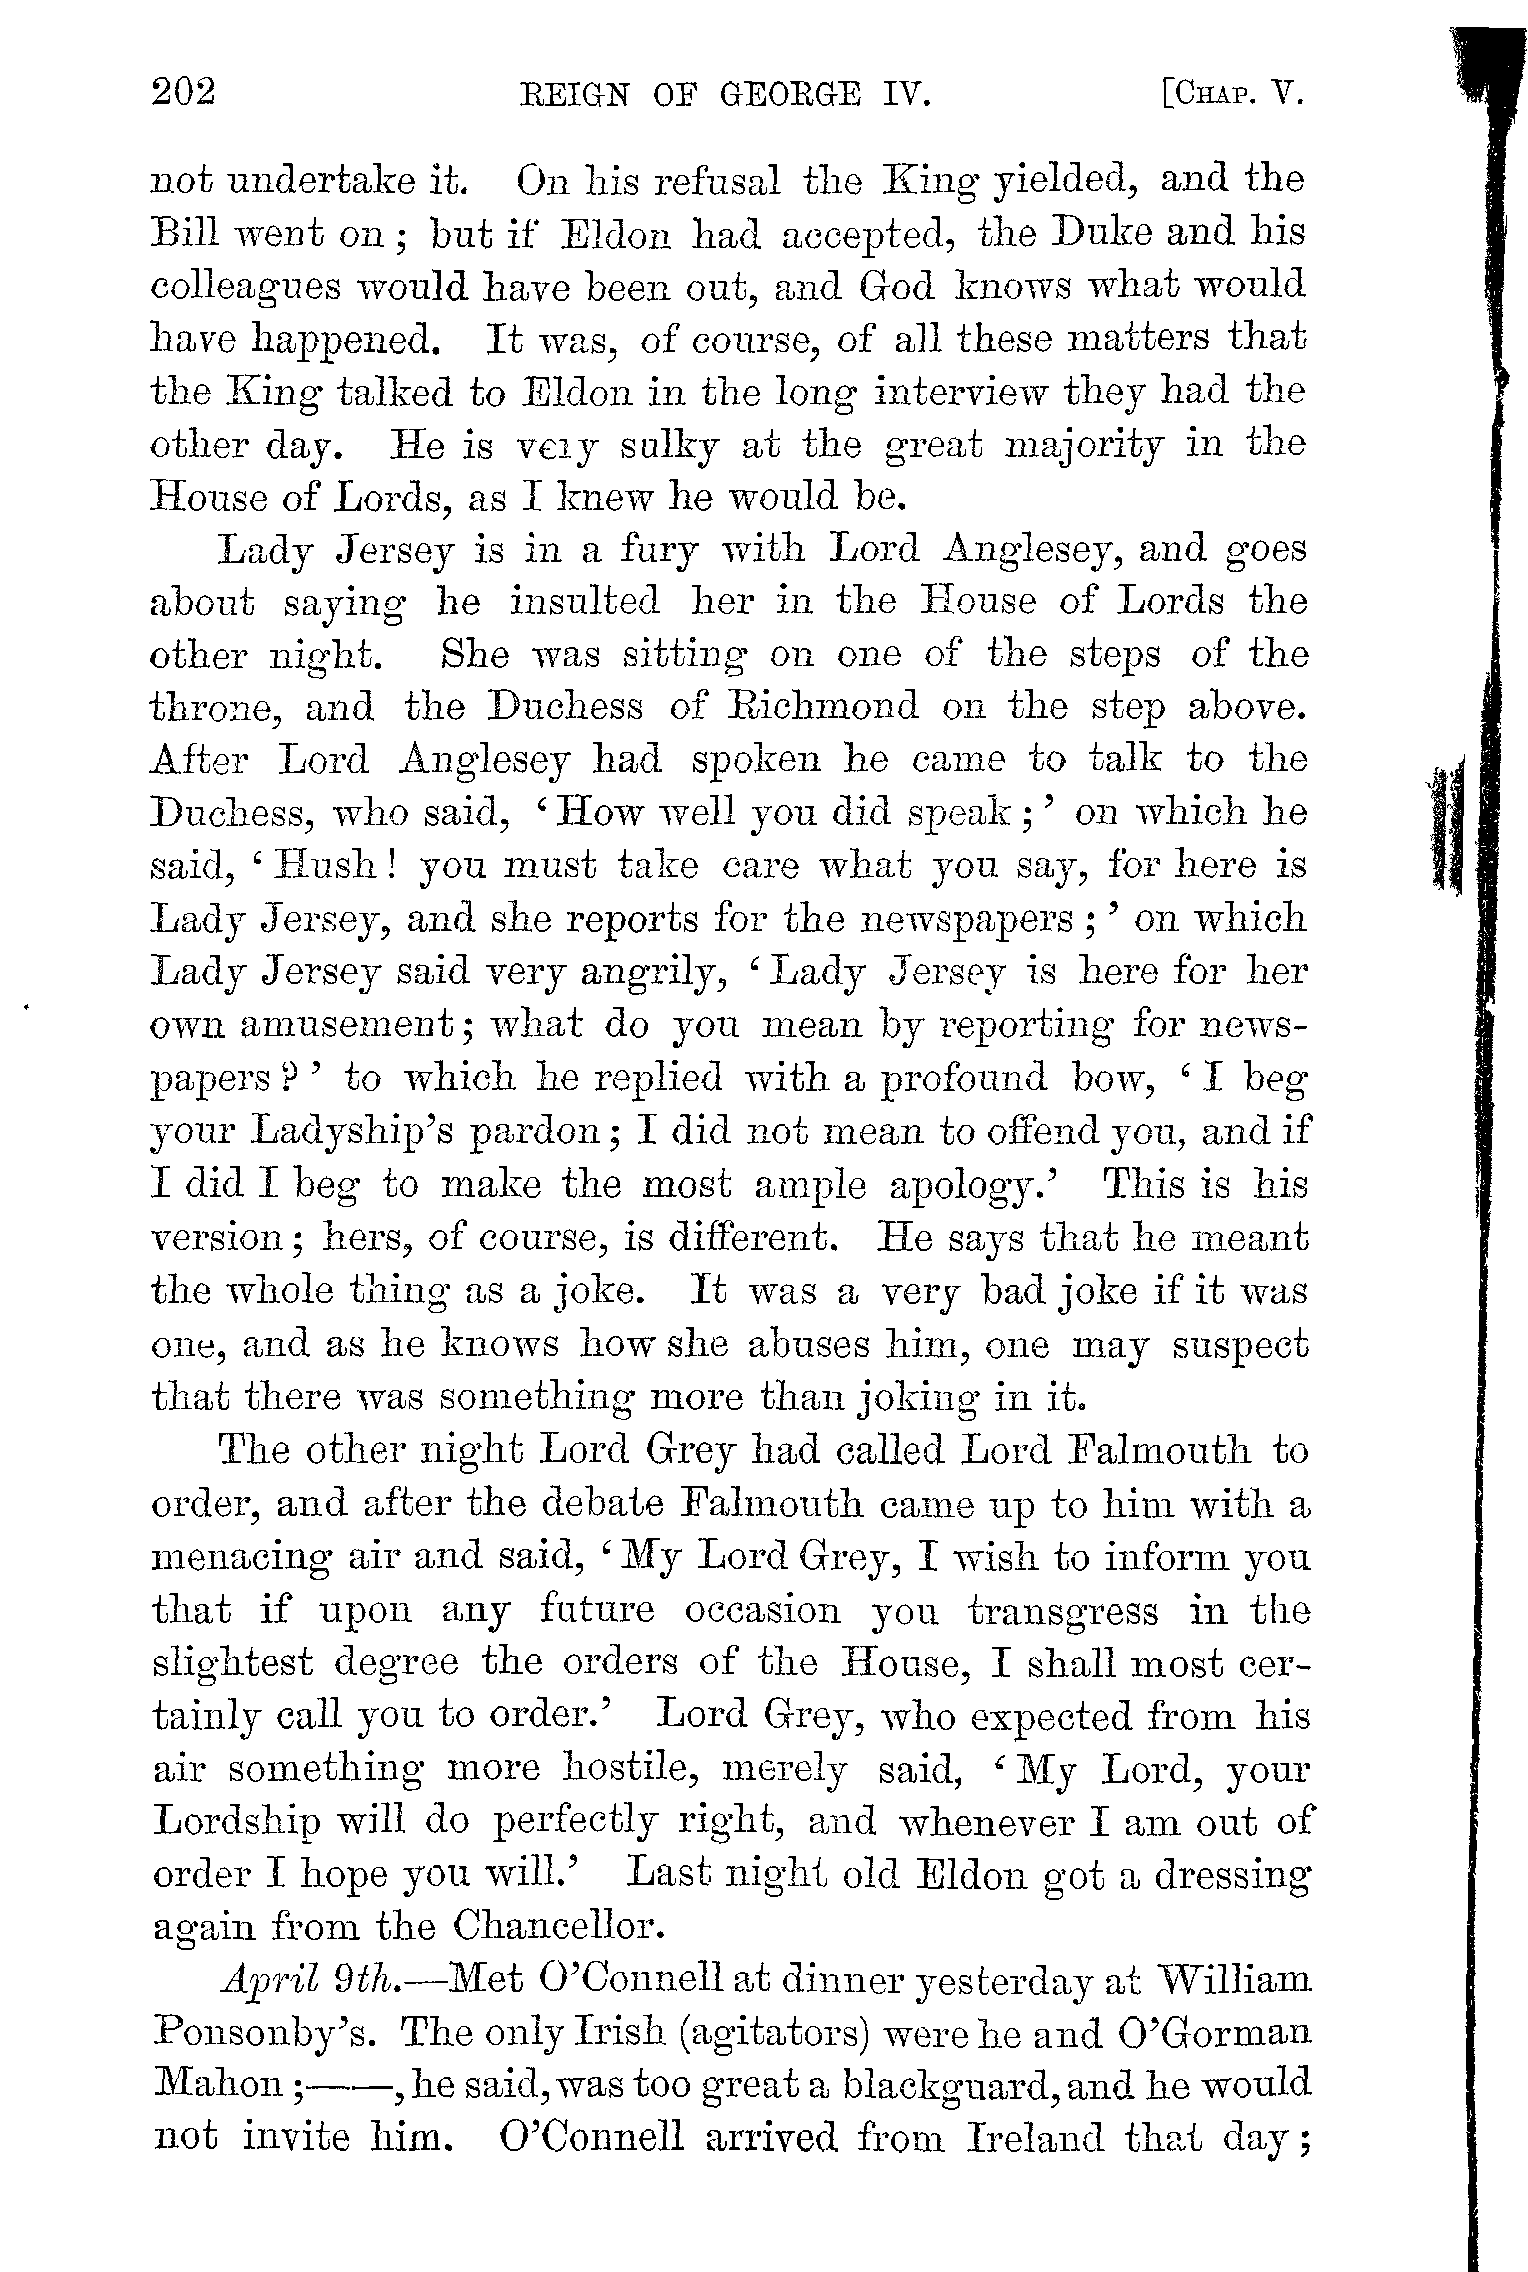 202 REIGN OF GEORGE IV. [CHAP. V.
not undertake it. On his refusal the King yielded, and the
Bill went on ; but if Eldon had accepted, the Duke and his
colleagues would have been out, and God knows what would
have happened. It was, of course, of all these matters that
the King talked to Eldon in the long interview they had the
other day. He is very sulky at the great majority in the
House of Lords, as I knew he would be.
Lady Jersey is in a fury with Lord Anglesey, and goes
about saying he insulted her in the House of Lords the
other night. She was sitting on one of the steps of the
throne, and the Duchess of Richmond on the step above.
After Lord Anglesey had spoken he came to talk to the
Duchess, who said, ‘ How well you did speak ; ’ on which he
said, ‘ Hush ! you must take care what you say, for here is
Lady Jersey, and she reports for the newspapers ; ’ on which
Lady Jersey said very angrily, ‘ Lady Jersey is here for her
own amusement ; what do you mean by reporting for news-
papers ? ’ to which he replied with a profound bow, ‘ I beg
your Ladyship’s pardon ; I did not mean to offend you, and if
I did I beg to make the most ample apology.’ This is his
version ; hers, of course, is different. He says that he meant
the whole thing as a joke. It was a very bad joke if it was
one, and as he knows how she abuses him, one may suspect
that there was something more than joking in it.
The other night Lord Grey had called Lord Falmouth to
order, and after the debate Falmouth came up to him with a
menacing air and said, ‘ My Lord Grey, I wish to inform you
that if upon any future occasion you transgress in the
slightest degree the orders of the House, I shall most cer-
tainly call you to order.’ Lord Grey, who expected from his
air something more hostile, merely said, ‘ My Lord, your
Lordship will do perfectly right, and whenever I am out of
order I hope you will.’ Last night old Eldon got a dressing
again from the Chancellor.
April 9th.—Met O’Connell at dinner yesterday at William
Ponsonby’s. The only Irish (agitators) were he and O’Gorman
Mahon ;——, he said, was too great a blackguard, and he would
not invite him. O’Connell arrived from Ireland that day ;